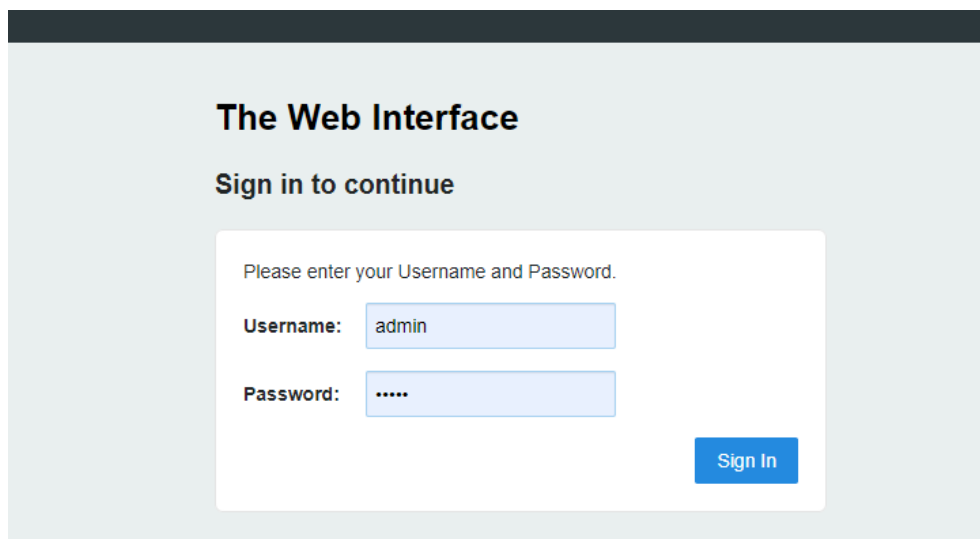 The Web Interface
Sign in to continue
Please enter your Username and Password.
Username: admin
Password: •••••
Sign In